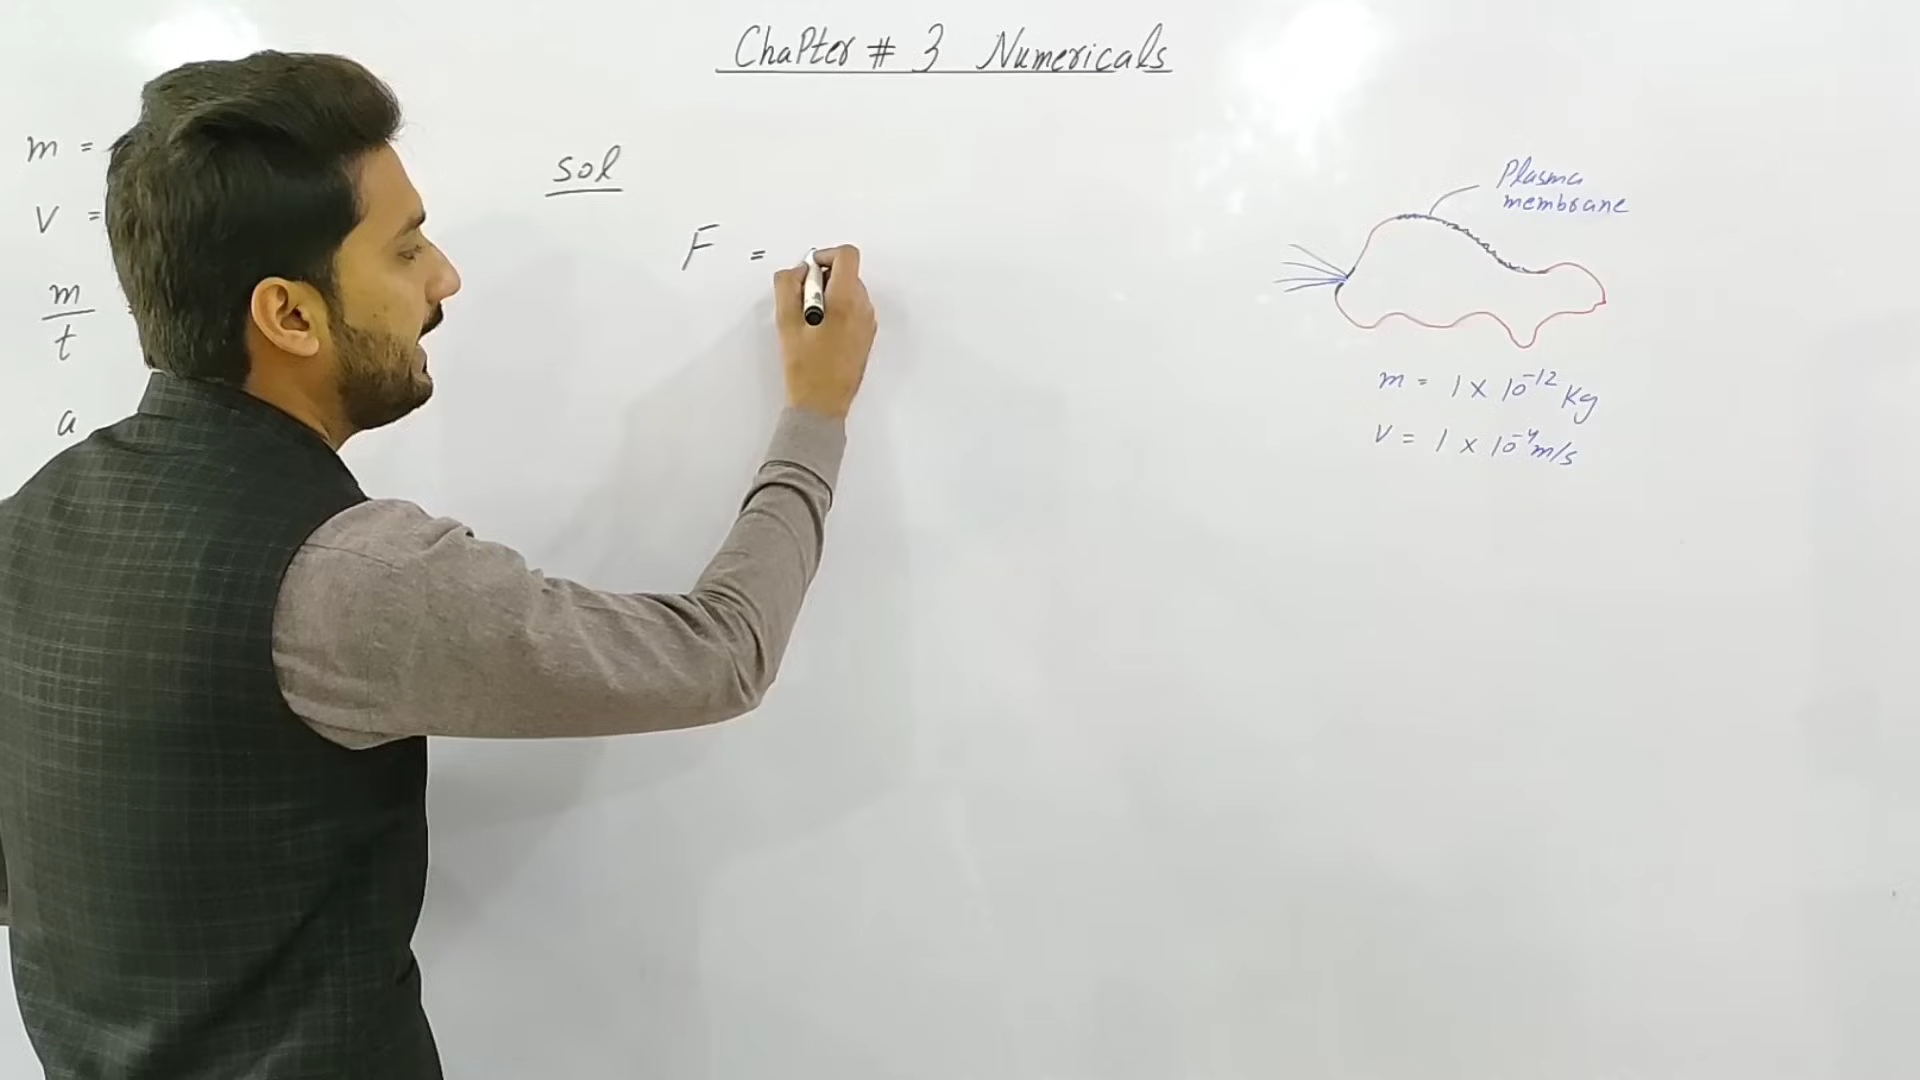 Chapter # 3 Numericals
m =
v =
m
t
a
sol
F =
Plasma
membrane
m = 1 × 10⁻¹² Kg
v = 1 × 10⁻⁴ m/s